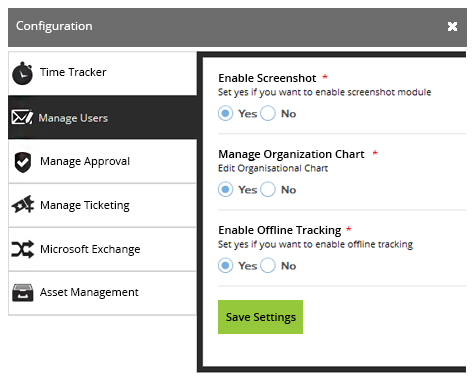 Configuration
Time Tracker
Manage Users
Manage Approval
Manage Ticketing
Microsoft Exchange
Asset Management
Enable Screenshot *
Set yes if you want to enable screenshot module
Yes No
Manage Organization Chart *
Edit Organisational Chart
Yes No
Enable Offline Tracking *
Set yes if you want to enable offline tracking
Yes No
Save Settings